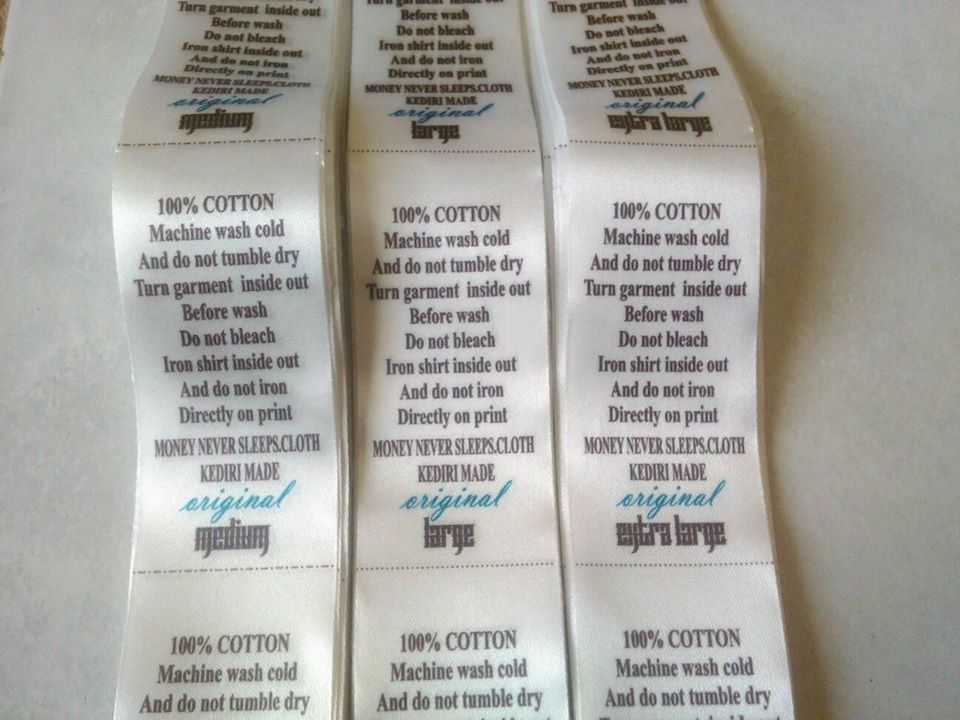 Turn garment inside out
Before wash
Do not bleach
Iron shirt inside out
And do not iron
Directly on print
MONEY NEVER SLEEPS.CLOTH
KEDIRI MADE
original
medium
100% COTTON
Machine wash cold
And do not tumble dry
Turn garment inside out
Before wash
Do not bleach
Iron shirt inside out
And do not iron
Directly on print
MONEY NEVER SLEEPS.CLOTH
KEDIRI MADE
original
medium
100% COTTON
Machine wash cold
And do not tumble dry
Turn garment inside out
Before wash
Do not bleach
Iron shirt inside out
And do not iron
Directly on print
MONEY NEVER SLEEPS.CLOTH
KEDIRI MADE
original
large
100% COTTON
Machine wash cold
And do not tumble dry
Turn garment inside out
Before wash
Do not bleach
Iron shirt inside out
And do not iron
Directly on print
MONEY NEVER SLEEPS.CLOTH
KEDIRI MADE
original
large
100% COTTON
Machine wash cold
And do not tumble dry
Turn garment inside out
Before wash
Do not bleach
Iron shirt inside out
And do not iron
Directly on print
MONEY NEVER SLEEPS.CLOTH
KEDIRI MADE
original
extra large
100% COTTON
Machine wash cold
And do not tumble dry
Turn garment inside out
Before wash
Do not bleach
Iron shirt inside out
And do not iron
Directly on print
MONEY NEVER SLEEPS.CLOTH
KEDIRI MADE
original
extra large
100% COTTON
Machine wash cold
And do not tumble dry